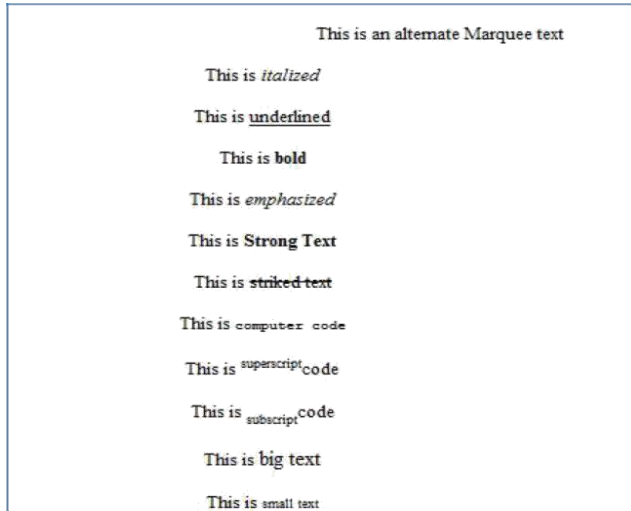 This is an alternate Marquee text
This is italized
This is underlined
This is bold
This is emphasized
This is Strong Text
This is striked text
This is computer code
This is superscriptcode
This is subscriptcode
This is big text
This is small text